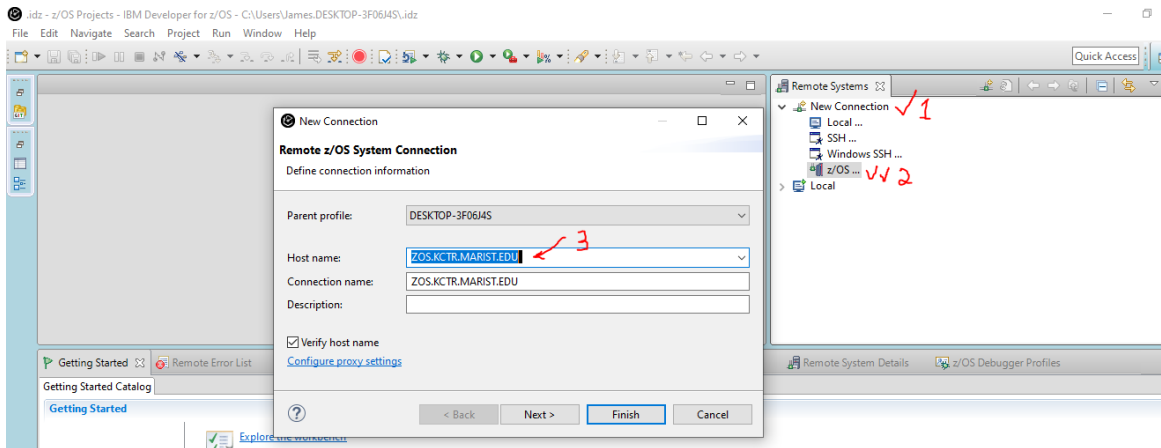 .idz - z/OS Projects - IBM Developer for z/OS - C:\Users\James.DESKTOP-3F06J4S\.idz
File Edit Navigate Search Project Run Window Help
Quick Access
Remote Systems
New Connection ✓1
Local ...
SSH ...
Windows SSH ...
z/OS ... ✓✓ 2
Local
New Connection
Remote z/OS System Connection
Define connection information
Parent profile: DESKTOP-3F06J4S
Host name: ZOS.KCTR.MARIST.EDU 3
Connection name: ZOS.KCTR.MARIST.EDU
Description:
Verify host name
Configure proxy settings
< Back Next > Finish Cancel
Getting Started Remote Error List
Remote System Details z/OS Debugger Profiles
Getting Started Catalog
Getting Started
Explore the workbench